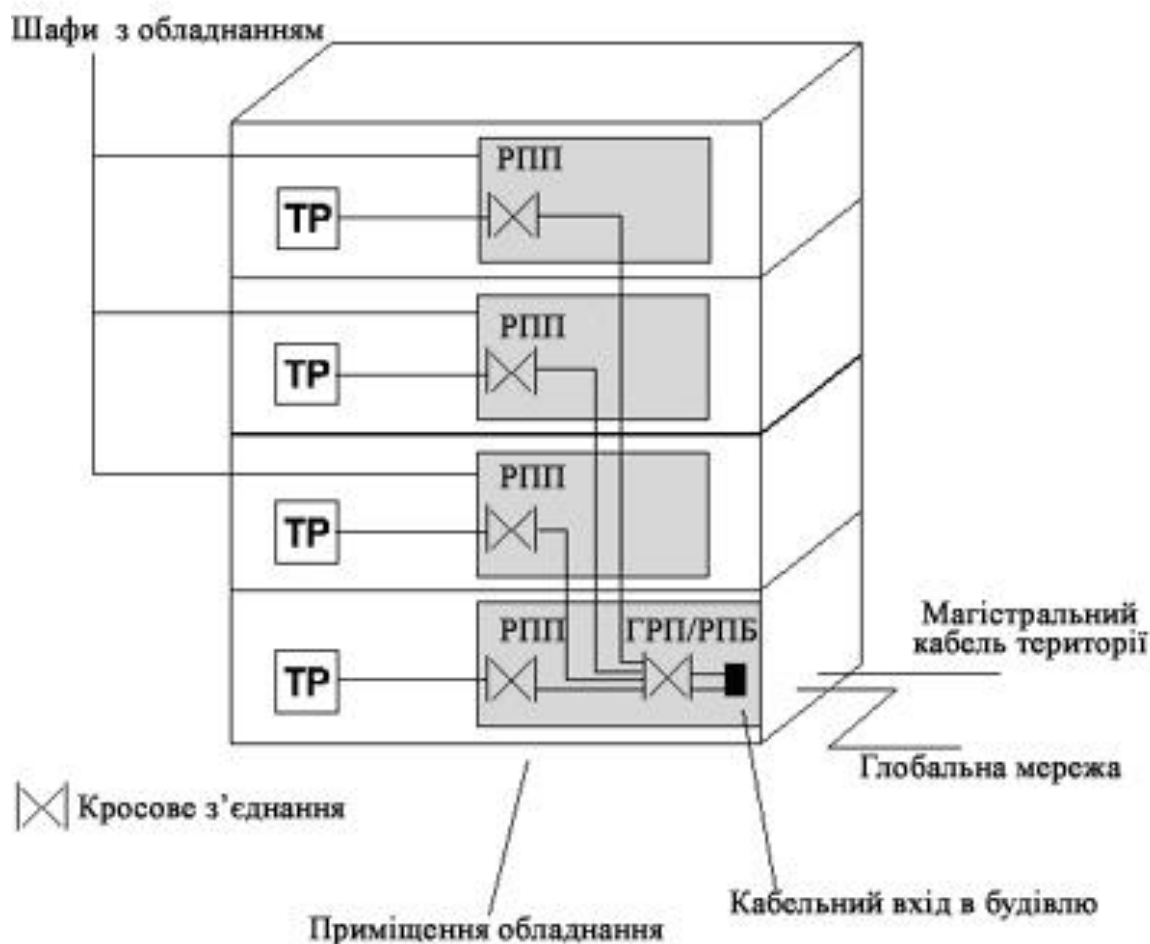 Шафи з обладнанням
РПП
ТР
РПП
ТР
РПП
ТР
РПП
ГРП/РПБ
ТР
Магістральний
кабель території
Глобальна мережа
Кросове з’єднання
Кабельний вхід в будівлю
Приміщення обладнання